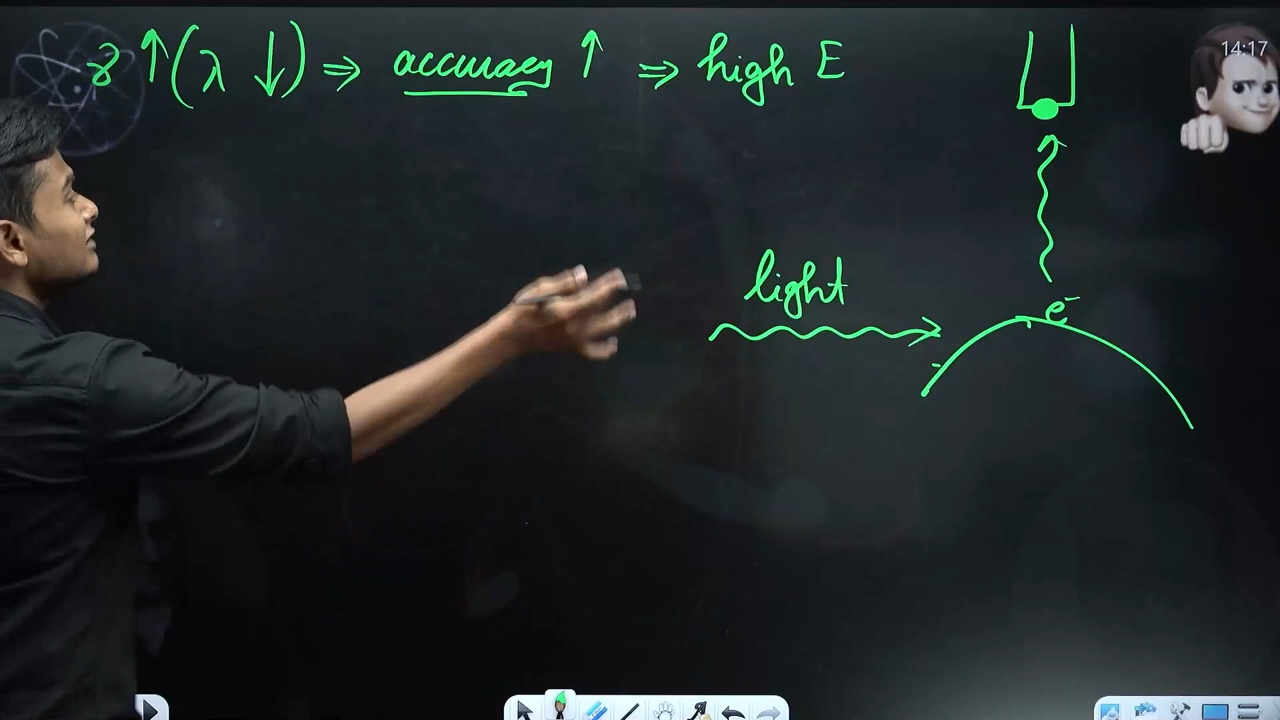 𝜈 ↑ (λ ↓) ⇒ accuracy ↑ ⇒ high E
14:17
light
e⁻